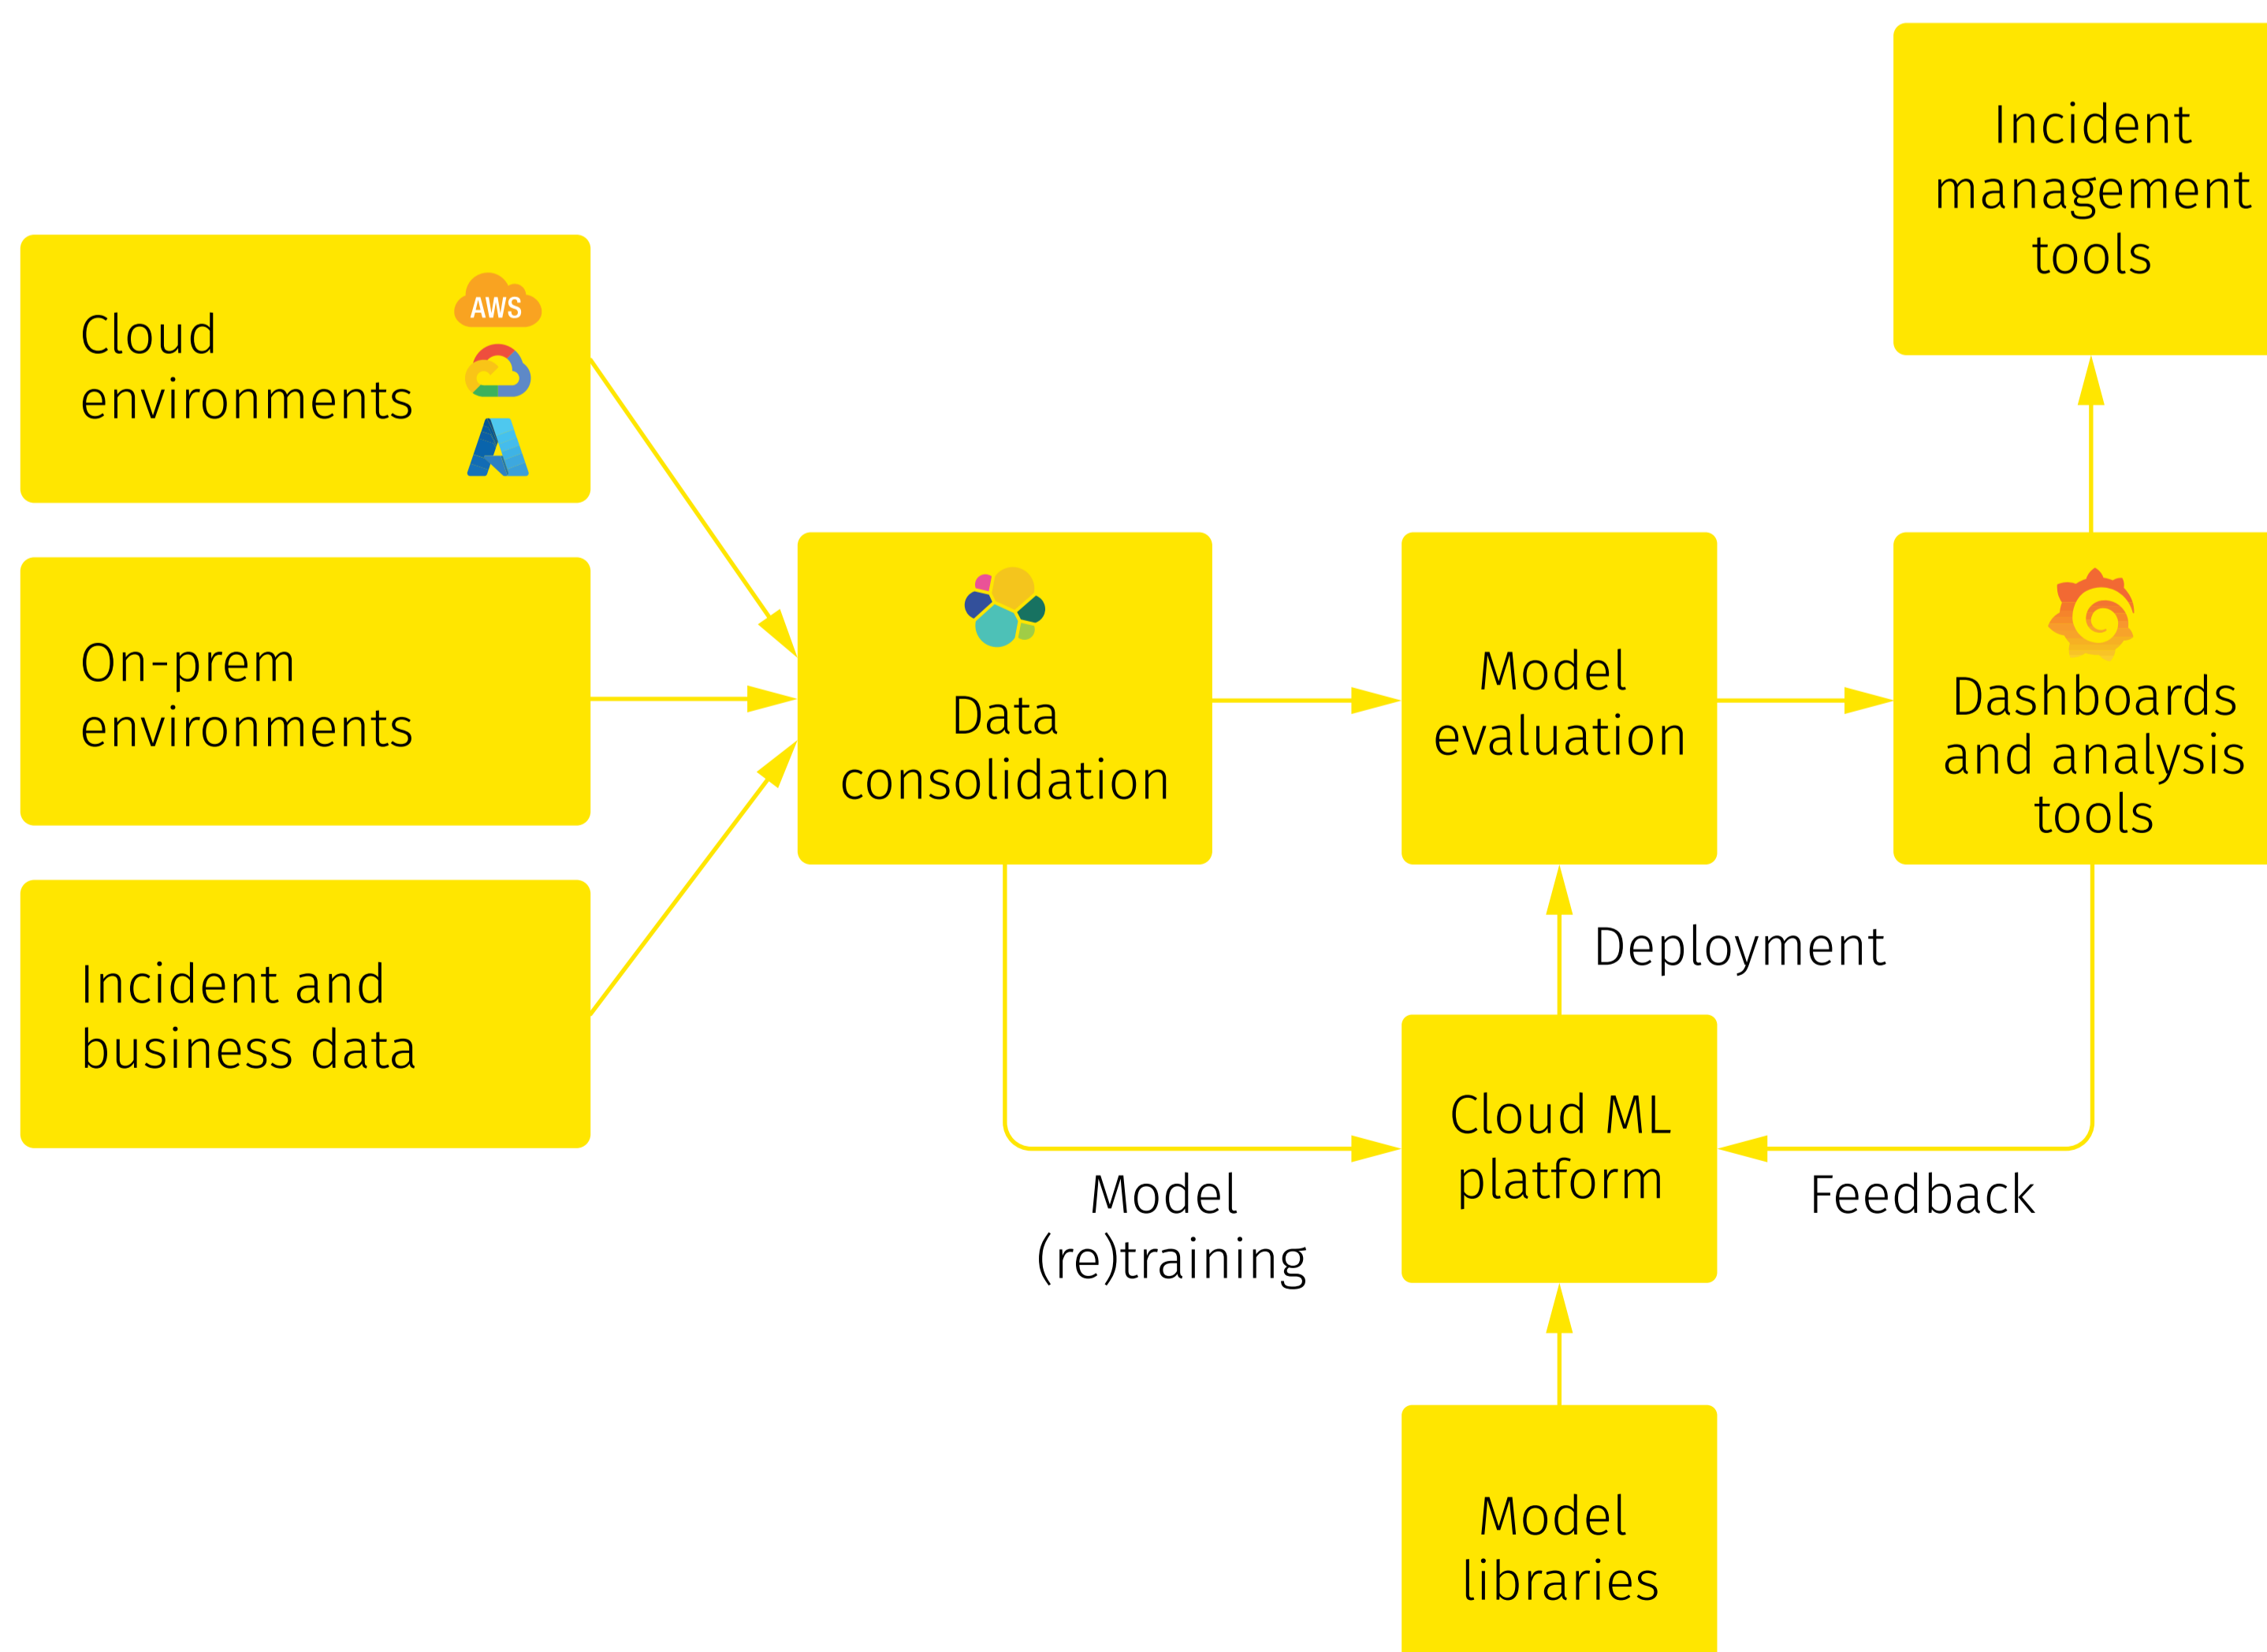 Cloud
environments
AWS
On-prem
environments
Incident and
business data
Data
consolidation
Model
evaluation
Incident
management
tools
Dashboards
and analysis
tools
Deployment
Cloud ML
platform
Model
(re)training
Feedback
Model
libraries